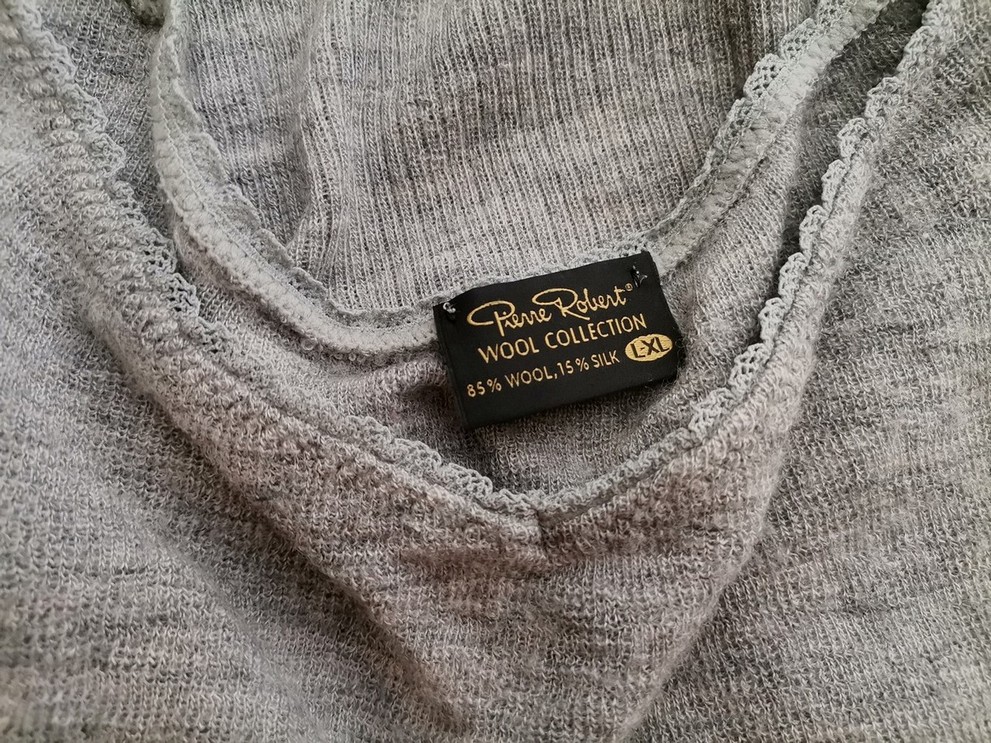 Pierre Robert®
WOOL COLLECTION
85% WOOL, 15% SILK L-XL